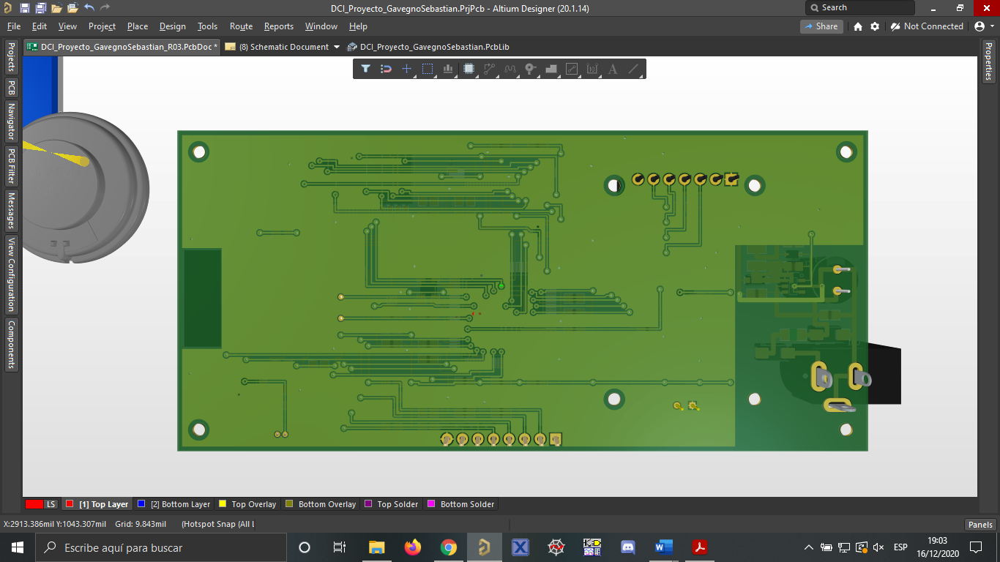 DCI_Proyecto_GavegnoSebastian.PrjPcb - Altium Designer (20.1.14)
Search
File Edit View Project Place Design Tools Route Reports Window Help
Share
Not Connected
DCI_Proyecto_GavegnoSebastian_R03.PcbDoc *
(8) Schematic Document
DCI_Proyecto_GavegnoSebastian.PcbLib
Projects
PCB
Navigator
PCB Filter
Messages
View Configuration
Components
Properties
LS
[1] Top Layer
[2] Bottom Layer
Top Overlay
Bottom Overlay
Top Solder
Bottom Solder
X:2913.386mil Y:1043.307mil Grid: 9.843mil (Hotspot Snap (All L
Panels
Escribe aquí para buscar
ESP
19:03
16/12/2020